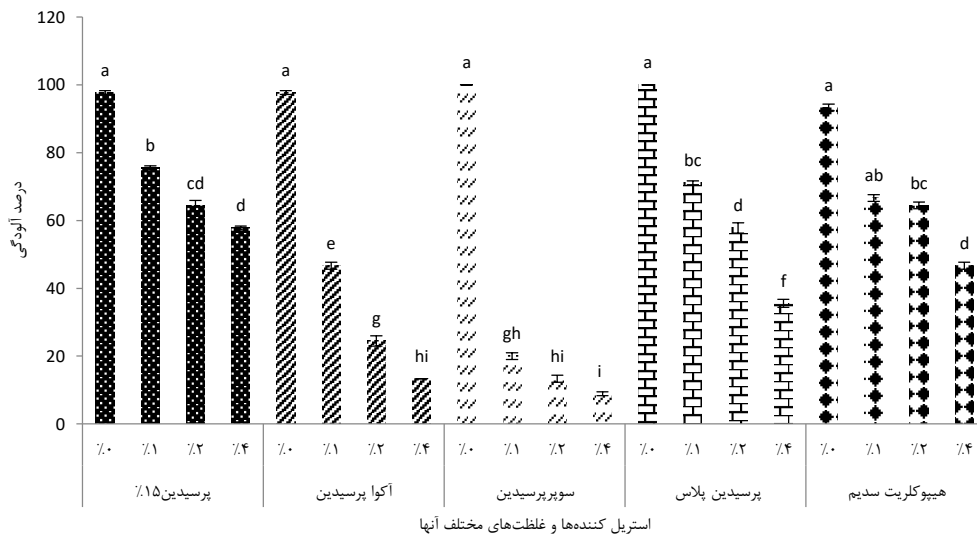 120
100
80
60
40
20
0
درصد آلودگی
a b cd d a e g hi a gh hi i a bc d f a ab bc d
٪۰ ٪۱ ٪۲ ٪۴ ٪۰ ٪۱ ٪۲ ٪۴ ٪۰ ٪۱ ٪۲ ٪۴ ٪۰ ٪۱ ٪۲ ٪۴ ٪۰ ٪۱ ٪۲ ٪۴
پرسیدین۱۵٪ آکوا پرسیدین سوپرپرسیدین پرسیدین پلاس هیپوکلریت سدیم
استریل کننده‌ها و غلظت‌های مختلف آنها